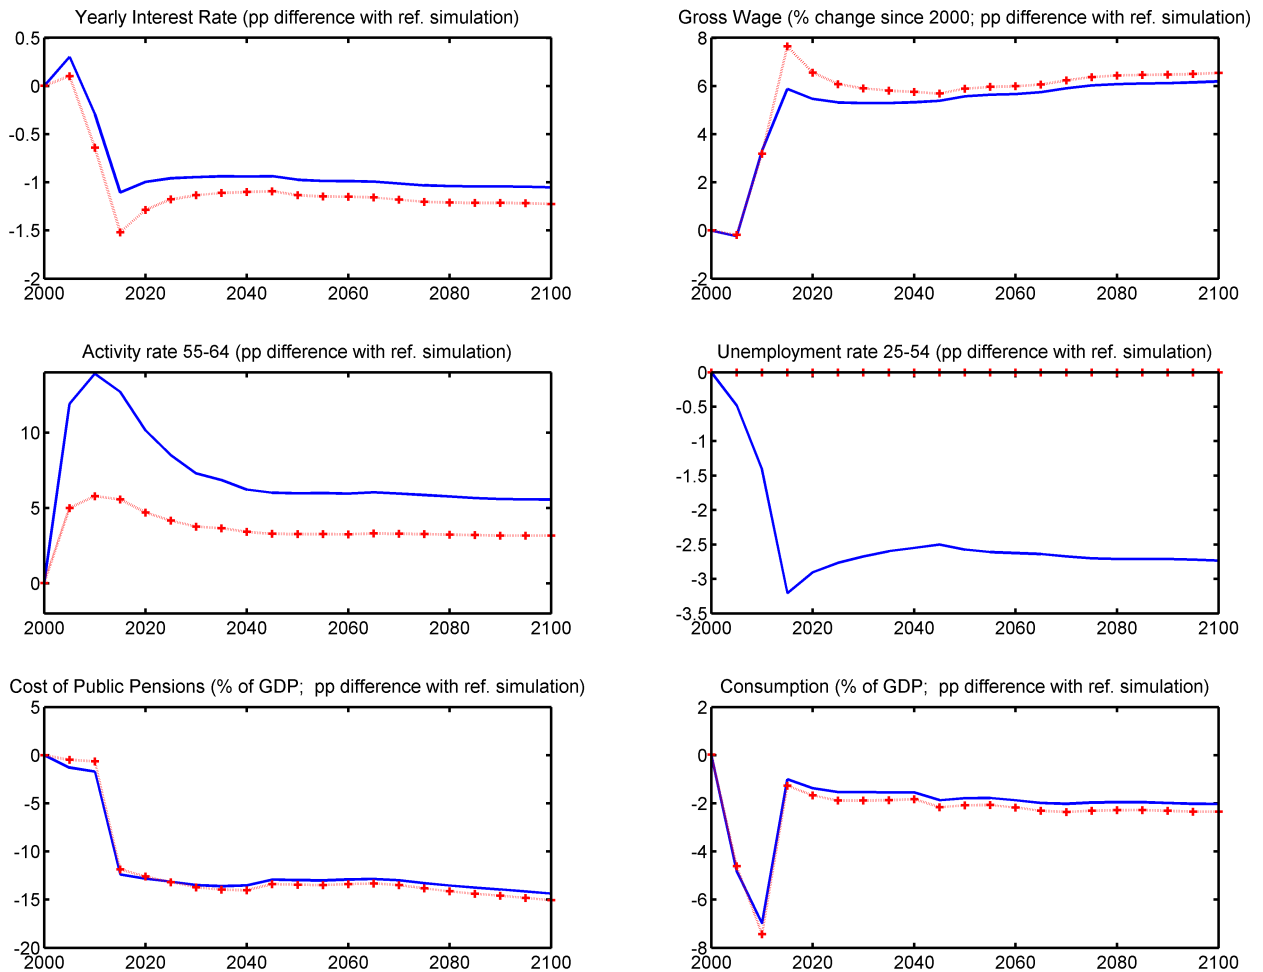 Yearly Interest Rate (pp difference with ref. simulation)
0.5
0
-0.5
-1
-1.5
-2
2000 2020 2040 2060 2080 2100
Gross Wage (% change since 2000; pp difference with ref. simulation)
8
6
4
2
0
-2
2000 2020 2040 2060 2080 2100
Activity rate 55-64 (pp difference with ref. simulation)
10
5
0
2000 2020 2040 2060 2080 2100
Unemployment rate 25-54 (pp difference with ref. simulation)
0
-0.5
-1
-1.5
-2
-2.5
-3
-3.5
2000 2020 2040 2060 2080 2100
Cost of Public Pensions (% of GDP;  pp difference with ref. simulation)
5
0
-5
-10
-15
-20
2000 2020 2040 2060 2080 2100
Consumption (% of GDP;  pp difference with ref. simulation)
2
0
-2
-4
-6
-8
2000 2020 2040 2060 2080 2100